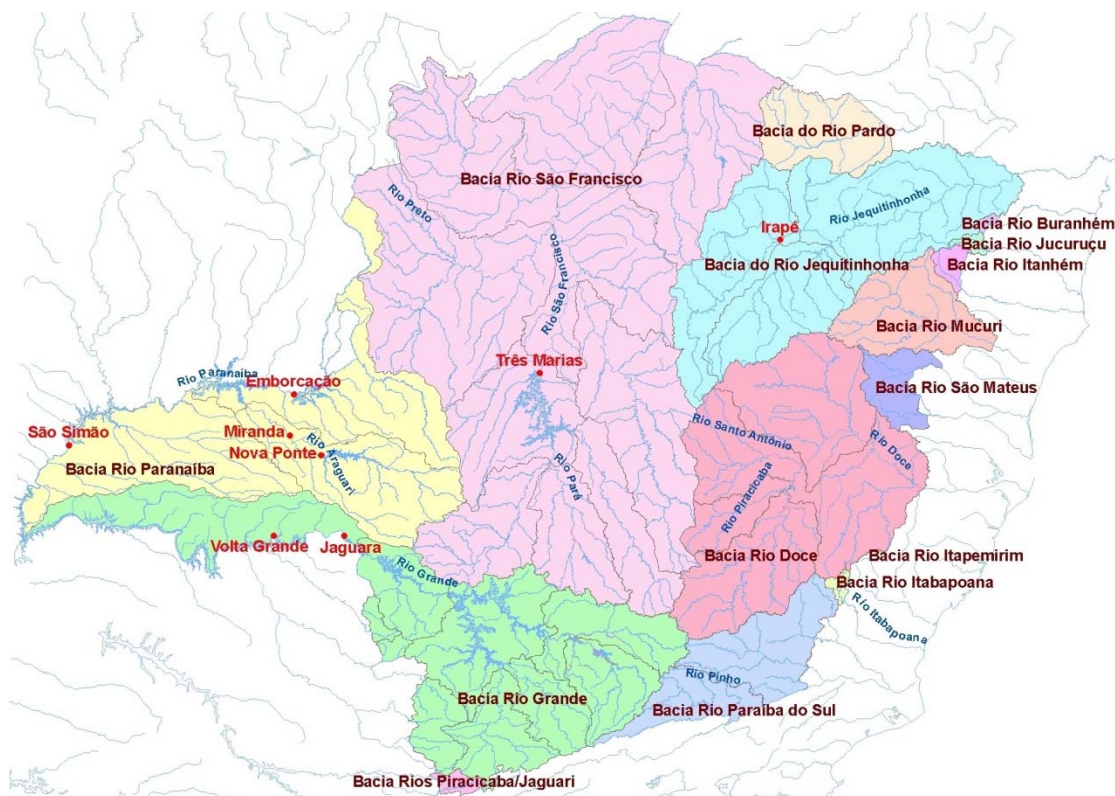 Bacia do Rio Pardo
Bacia Rio São Francisco
Rio Preto
Rio Jequitinhonha
Irapé
Bacia Rio Buranhém
Bacia Rio Jucuruçu
Bacia do Rio Jequitinhonha
Bacia Rio Itanhém
Rio São Francisco
Bacia Rio Mucuri
Três Marias
Rio Paranaíba
Emborcação
Bacia Rio São Mateus
São Simão
Miranda
Rio Araguari
Nova Ponte
Bacia Rio Paranaíba
Rio Santo Antônio
Rio Doce
Rio Pará
Rio Piracicaba
Volta Grande
Jaguara
Bacia Rio Doce
Bacia Rio Itapemirim
Rio Grande
Bacia Rio Itabapoana
Rio Itabapoana
Rio Pinho
Bacia Rio Grande
Bacia Rio Paraíba do Sul
Bacia Rios Piracicaba/Jaguari